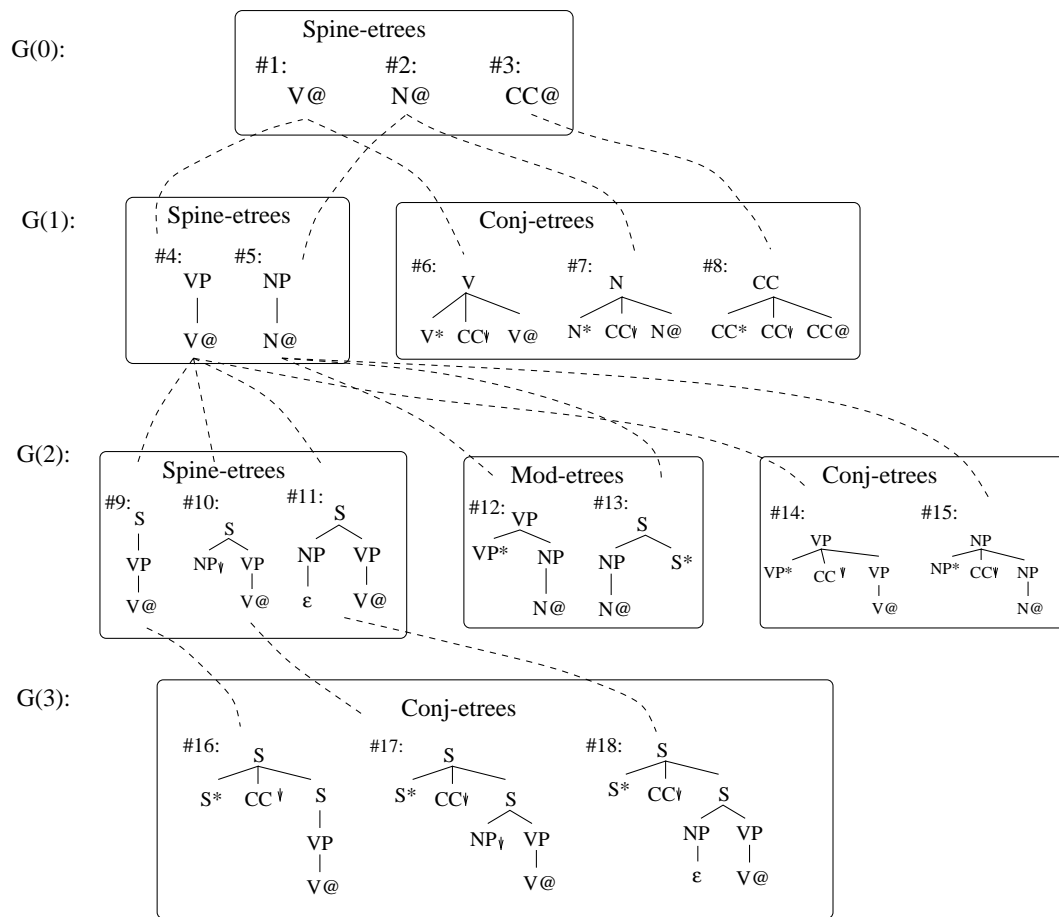 G(0):
Spine-etrees
#1: #2: #3:
V@ N@ CC@
G(1):
Spine-etrees
Conj-etrees
#4: #5:
VP NP
V@ N@
#6: #7: #8:
V N CC
V* CC V@ N* CC N@ CC* CC CC@
G(2):
Spine-etrees Mod-etrees Conj-etrees
#9: #10: #11:
S S S
VP NP VP NP VP
V@ V@ ε V@
#12: #13:
VP S
VP* NP NP S*
N@ N@
#14: #15:
VP NP
VP* CC VP NP* CC NP
V@ N@
G(3):
Conj-etrees
#16: #17: #18:
S S S
S* CC S S* CC S S* CC S
VP NP VP NP VP
V@ V@ ε V@